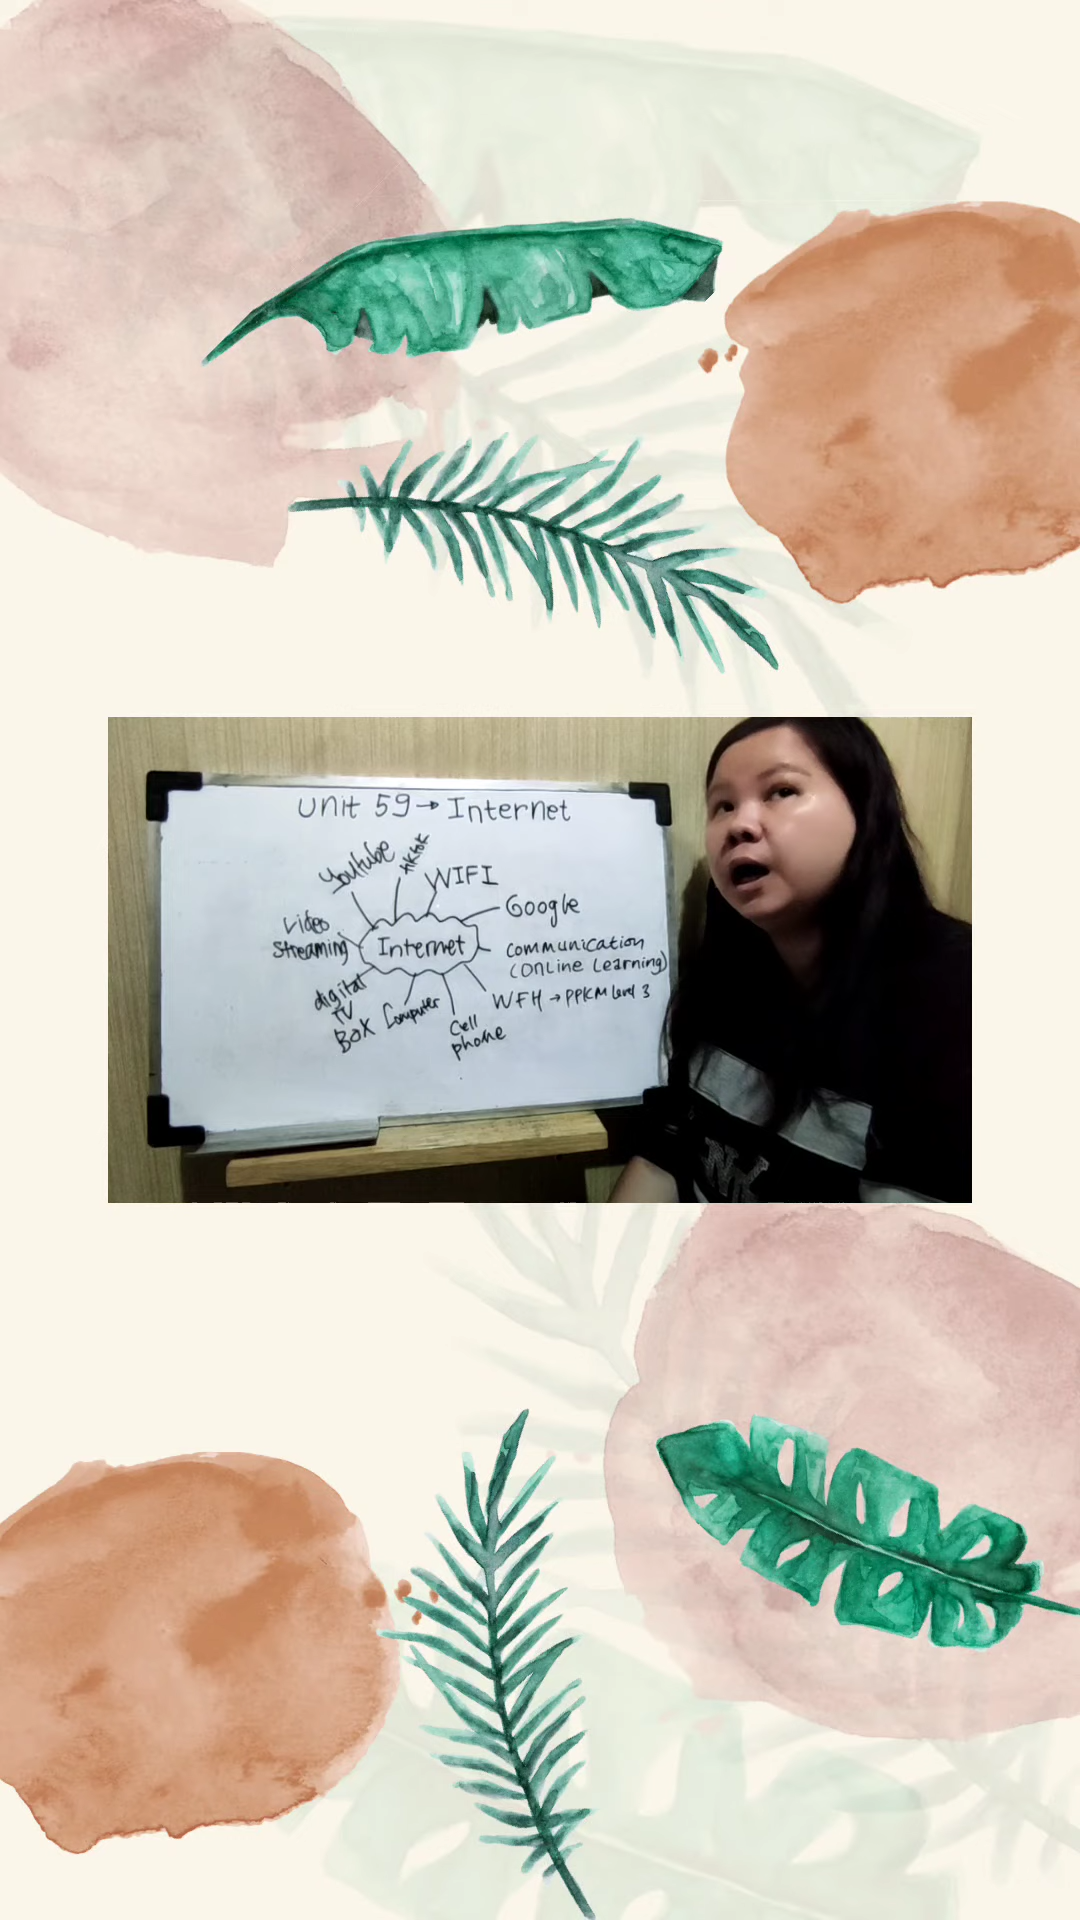 Unit 59 → Internet
Youtube
tiktok
WIFI
Google
Video
Streaming
Internet
communication
(Online Learning)
digital
TV
BOX
Computer
Cell
phone
WFH → PPKM Level 3
NY